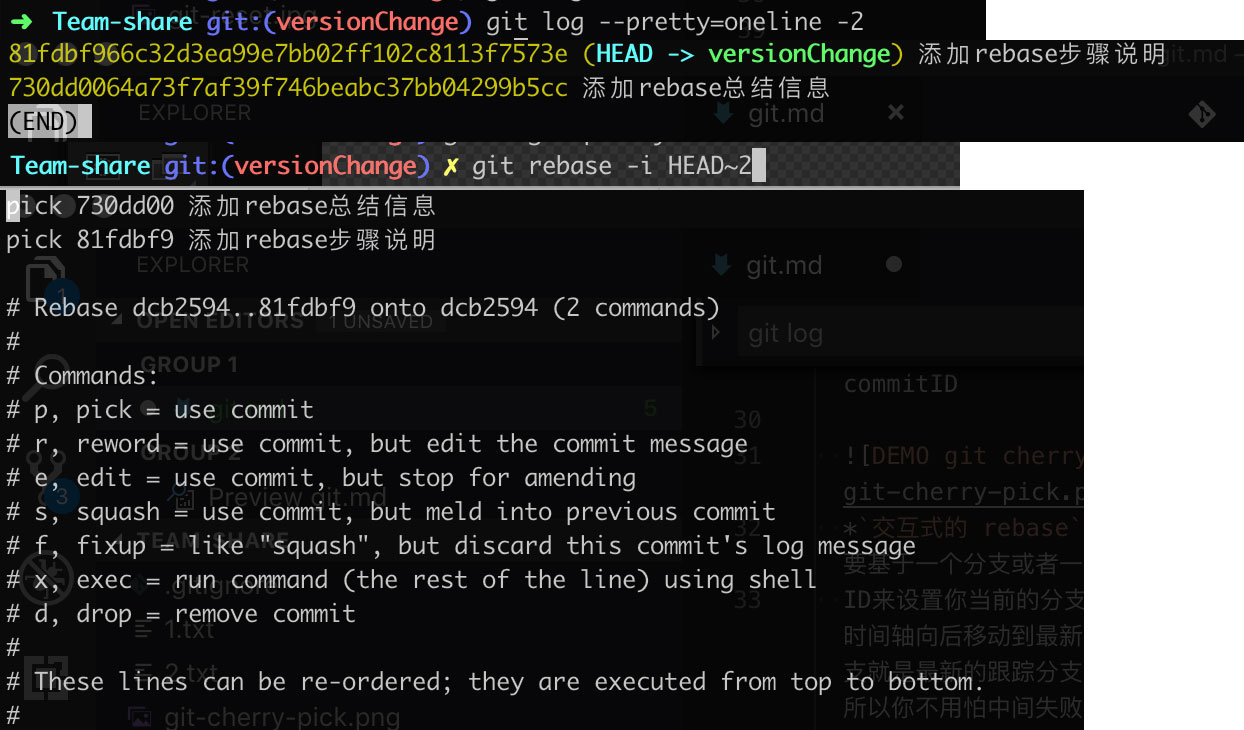 ➜ Team-share git:(versionChange) git log --pretty=oneline -2
81fdbf966c32d3ea99e7bb02ff102c8113f7573e (HEAD -> versionChange) 添加rebase步骤说明
730dd0064a73f7af39f746beabc37bb04299b5cc 添加rebase总结信息
(END)
EXPLORER
git.md
Team-share git:(versionChange) ✗ git rebase -i HEAD~2
pick 730dd00 添加rebase总结信息
pick 81fdbf9 添加rebase步骤说明
EXPLORER
git.md
# Rebase dcb2594..81fdbf9 onto dcb2594 (2 commands)
OPEN EDITORS 1 UNSAVED
#
git log
# Commands:
GROUP 1
commitID
# p, pick = use commit
5
30
# r, reword = use commit, but edit the commit message
GROUP 2
31
![DEMO git cherry
# e, edit = use commit, but stop for amending
Preview git.md
3
git-cherry-pick.p
# s, squash = use commit, but meld into previous commit
32
*`交互式的 rebase`
# f, fixup = like "squash", but discard this commit's log message
TEAM-SHARE
要基于一个分支或者一
# x, exec = run command (the rest of the line) using shell
.gitignore
33
ID来设置你当前的分支
# d, drop = remove commit
1.txt
时间轴向后移动到最新
#
2.txt
支就是最新的跟踪分支
# These lines can be re-ordered; they are executed from top to bottom.
所以你不用怕中间失败
#
git-cherry-pick.png